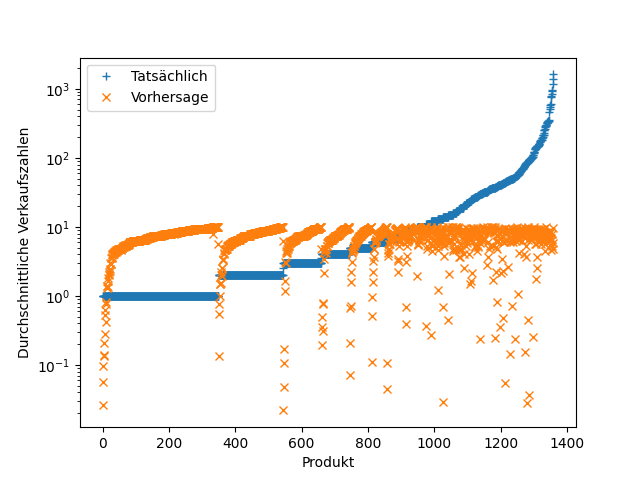 Tatsächlich
Vorhersage
Durchschnittliche Verkaufszahlen
10³
10²
10¹
10⁰
10⁻¹
0 200 400 600 800 1000 1200 1400
Produkt